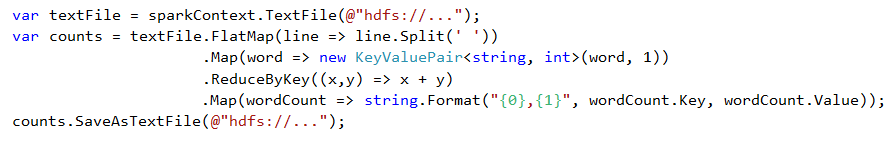 var textFile = sparkContext.TextFile(@"hdfs://...");
var counts = textFile.FlatMap(line => line.Split(' '))
.Map(word => new KeyValuePair<string, int>(word, 1))
.ReduceByKey((x,y) => x + y)
.Map(wordCount => string.Format("{0},{1}", wordCount.Key, wordCount.Value));
counts.SaveAsTextFile(@"hdfs://...");